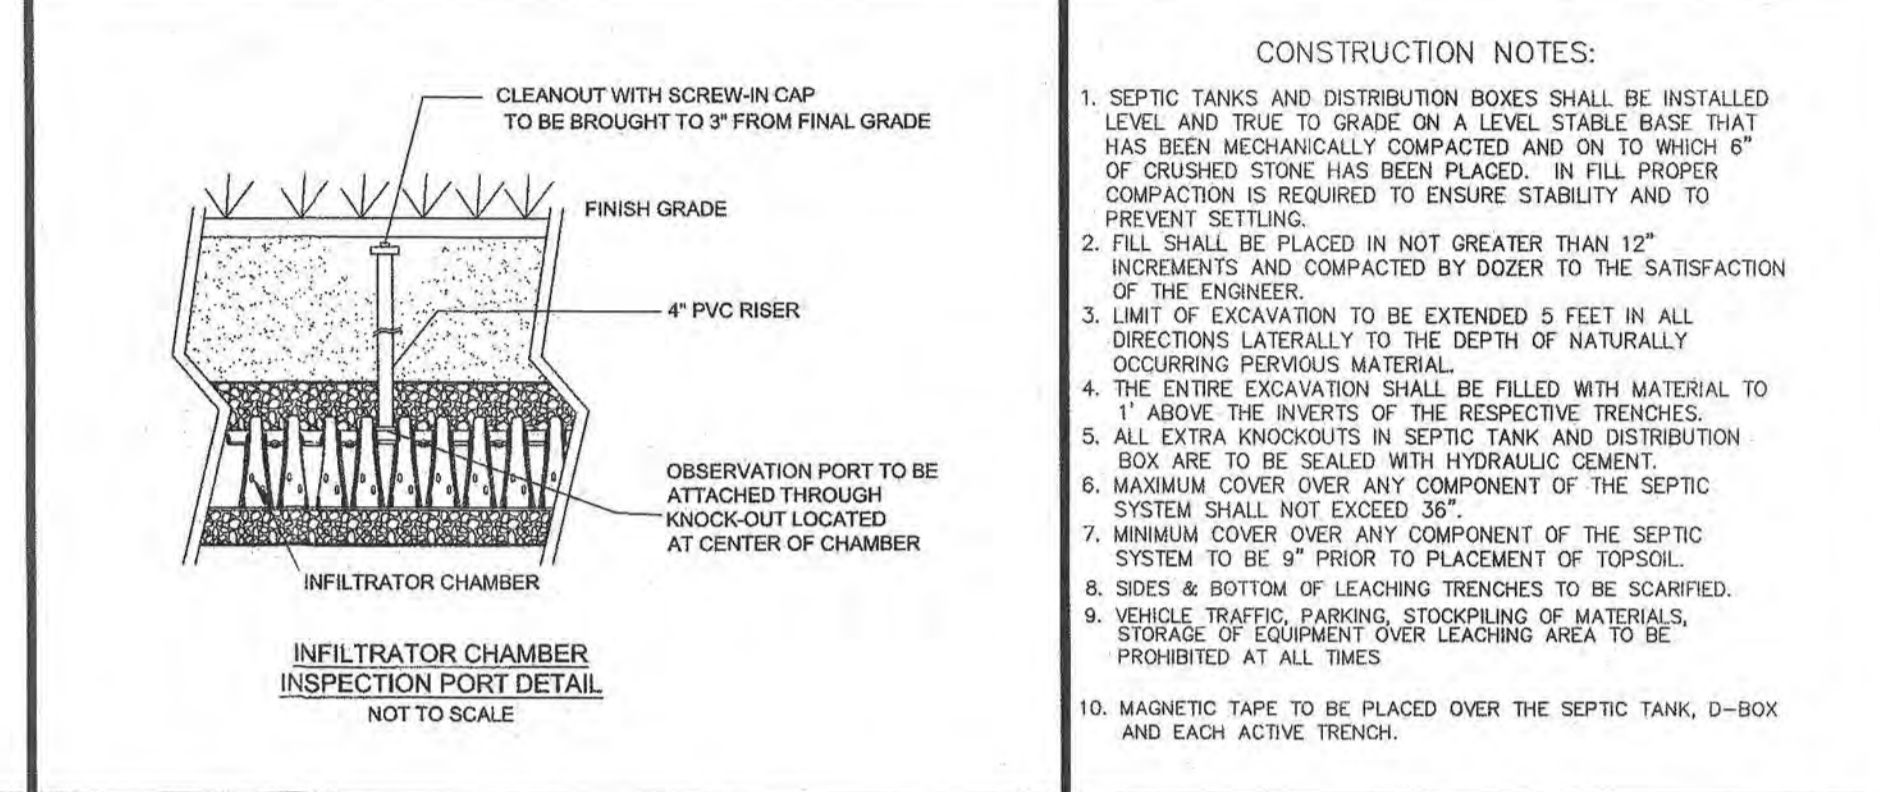 CLEANOUT WITH SCREW-IN CAP
TO BE BROUGHT TO 3" FROM FINAL GRADE
FINISH GRADE
4" PVC RISER
OBSERVATION PORT TO BE
ATTACHED THROUGH
KNOCK-OUT LOCATED
AT CENTER OF CHAMBER
INFILTRATOR CHAMBER
INFILTRATOR CHAMBER
INSPECTION PORT DETAIL
NOT TO SCALE
CONSTRUCTION NOTES:
1. SEPTIC TANKS AND DISTRIBUTION BOXES SHALL BE INSTALLED
LEVEL AND TRUE TO GRADE ON A LEVEL STABLE BASE THAT
HAS BEEN MECHANICALLY COMPACTED AND ON TO WHICH 6"
OF CRUSHED STONE HAS BEEN PLACED. IN FILL PROPER
COMPACTION IS REQUIRED TO ENSURE STABILITY AND TO
PREVENT SETTLING.
2. FILL SHALL BE PLACED IN NOT GREATER THAN 12"
INCREMENTS AND COMPACTED BY DOZER TO THE SATISFACTION
OF THE ENGINEER.
3. LIMIT OF EXCAVATION TO BE EXTENDED 5 FEET IN ALL
DIRECTIONS LATERALLY TO THE DEPTH OF NATURALLY
OCCURRING PERVIOUS MATERIAL.
4. THE ENTIRE EXCAVATION SHALL BE FILLED WITH MATERIAL TO
1' ABOVE THE INVERTS OF THE RESPECTIVE TRENCHES.
5. ALL EXTRA KNOCKOUTS IN SEPTIC TANK AND DISTRIBUTION
BOX ARE TO BE SEALED WITH HYDRAULIC CEMENT.
6. MAXIMUM COVER OVER ANY COMPONENT OF THE SEPTIC
SYSTEM SHALL NOT EXCEED 36".
7. MINIMUM COVER OVER ANY COMPONENT OF THE SEPTIC
SYSTEM TO BE 9" PRIOR TO PLACEMENT OF TOPSOIL.
8. SIDES & BOTTOM OF LEACHING TRENCHES TO BE SCARIFIED.
9. VEHICLE TRAFFIC, PARKING, STOCKPILING OF MATERIALS,
STORAGE OF EQUIPMENT OVER LEACHING AREA TO BE
PROHIBITED AT ALL TIMES
10. MAGNETIC TAPE TO BE PLACED OVER THE SEPTIC TANK, D-BOX
AND EACH ACTIVE TRENCH.